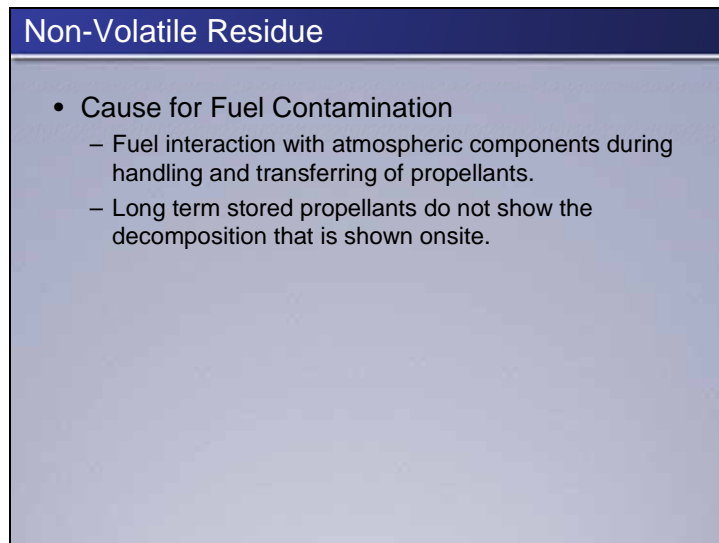 Non-Volatile Residue
• Cause for Fuel Contamination
– Fuel interaction with atmospheric components during
handling and transferring of propellants.
– Long term stored propellants do not show the
decomposition that is shown onsite.